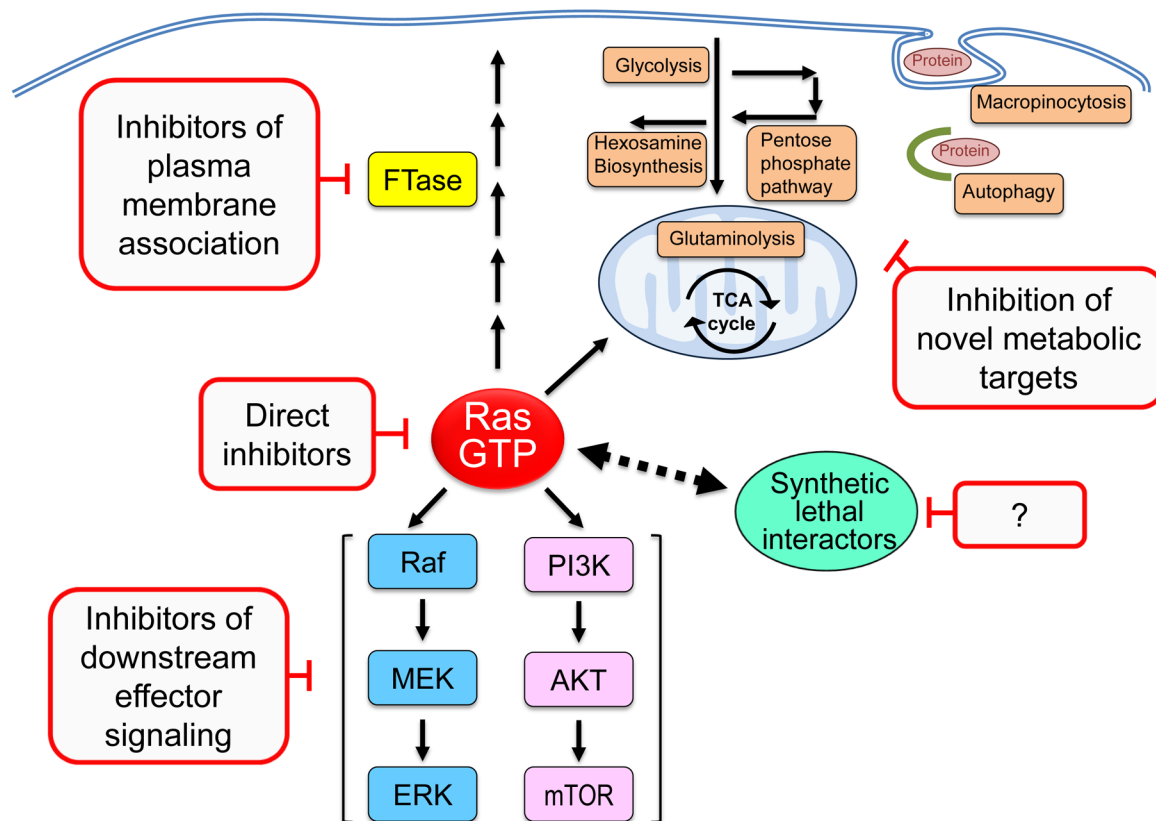 Inhibitors of
plasma
membrane
association
FTase
Glycolysis
Hexosamine
Biosynthesis
Pentose
phosphate
pathway
Protein
Macropinocytosis
Protein
Autophagy
Glutaminolysis
TCA
cycle
Inhibition of
novel metabolic
targets
Direct
inhibitors
Ras
GTP
Synthetic
lethal
interactors
?
Inhibitors of
downstream
effector
signaling
Raf
MEK
ERK
PI3K
AKT
mTOR